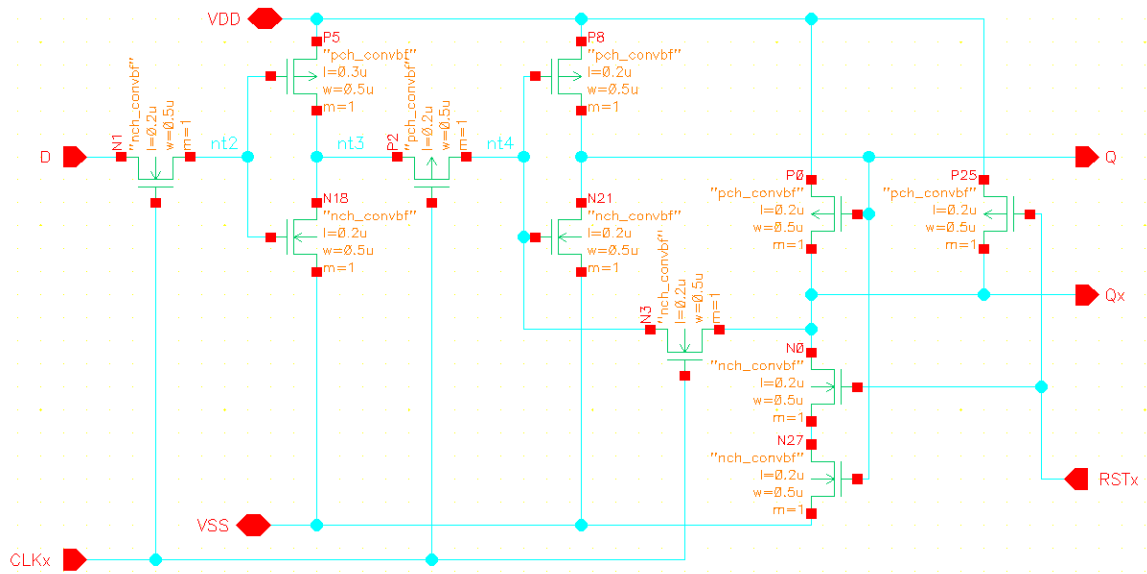 VDD
P5
"pch_convbf"
l=0.3u
w=0.5u
m=1
P8
"pch_convbf"
l=0.2u
w=0.5u
m=1
N1
"nch_convbf"
l=0.2u
w=0.5u
m=1
D
nt2
nt3
P2
"pch_convbf"
l=0.2u
w=0.5u
m=1
nt4
Q
N18
"nch_convbf"
l=0.2u
w=0.5u
m=1
N21
"nch_convbf"
l=0.2u
w=0.5u
m=1
P0
"pch_convbf"
l=0.2u
w=0.5u
m=1
P25
"pch_convbf"
l=0.2u
w=0.5u
m=1
N3
"nch_convbf"
l=0.2u
w=0.5u
m=1
Qx
N0
"nch_convbf"
l=0.2u
w=0.5u
m=1
N27
"nch_convbf"
l=0.2u
w=0.5u
m=1
RSTx
VSS
CLKx